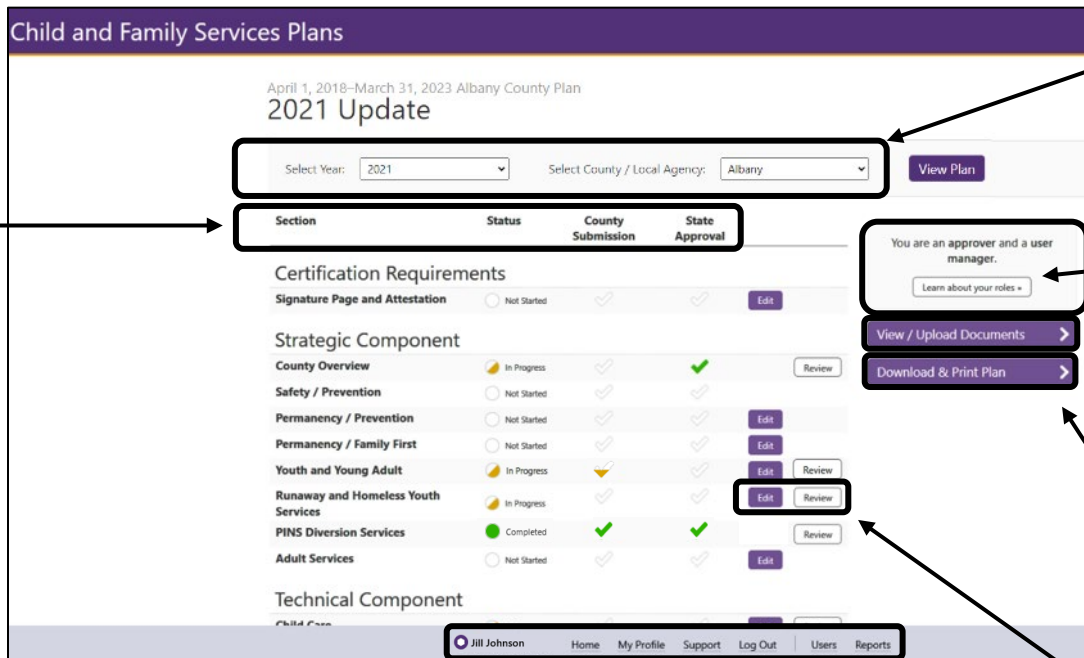 Child and Family Services Plans
April 1, 2018–March 31, 2023 Albany County Plan
2021 Update
Select Year: 2021 Select County / Local Agency: Albany View Plan
Section Status County Submission State Approval
You are an approver and a user manager.
Learn about your roles »
View / Upload Documents
Download & Print Plan
Certification Requirements
Signature Page and Attestation Not Started Edit
Strategic Component
County Overview In Progress Review
Safety / Prevention Not Started
Permanency / Prevention Not Started Edit
Permanency / Family First Not Started Edit
Youth and Young Adult In Progress Edit Review
Runaway and Homeless Youth Services In Progress Edit Review
PINS Diversion Services Completed Review
Adult Services Not Started Edit
Technical Component
Child Care
Jill Johnson Home My Profile Support Log Out Users Reports